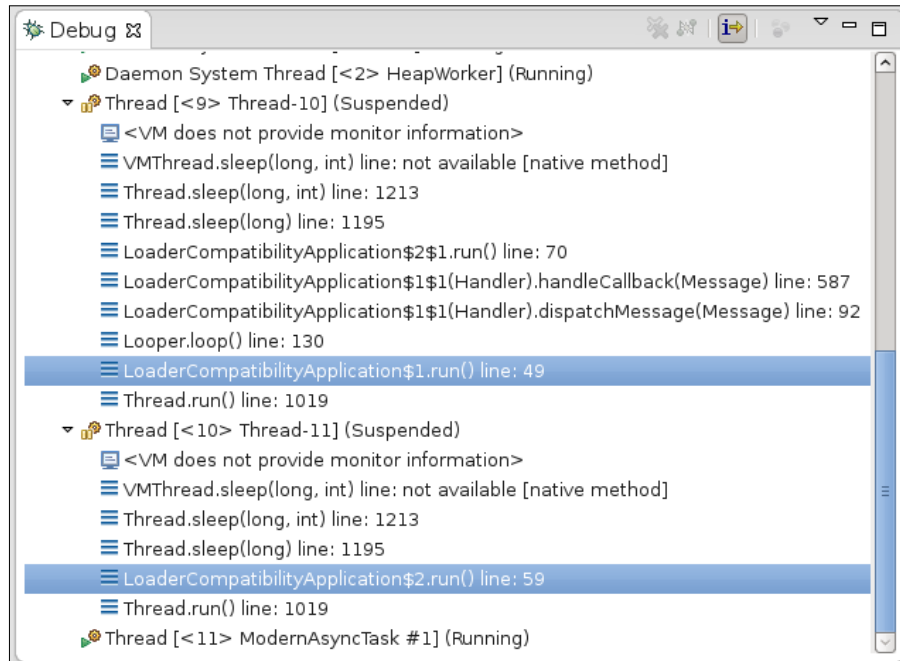 Debug
Daemon System Thread [<2> HeapWorker] (Running)
Thread [<9> Thread-10] (Suspended)
<VM does not provide monitor information>
VMThread.sleep(long, int) line: not available [native method]
Thread.sleep(long, int) line: 1213
Thread.sleep(long) line: 1195
LoaderCompatibilityApplication$2$1.run() line: 70
LoaderCompatibilityApplication$1$1(Handler).handleCallback(Message) line: 587
LoaderCompatibilityApplication$1$1(Handler).dispatchMessage(Message) line: 92
Looper.loop() line: 130
LoaderCompatibilityApplication$1.run() line: 49
Thread.run() line: 1019
Thread [<10> Thread-11] (Suspended)
<VM does not provide monitor information>
VMThread.sleep(long, int) line: not available [native method]
Thread.sleep(long, int) line: 1213
Thread.sleep(long) line: 1195
LoaderCompatibilityApplication$2.run() line: 59
Thread.run() line: 1019
Thread [<11> ModernAsyncTask #1] (Running)